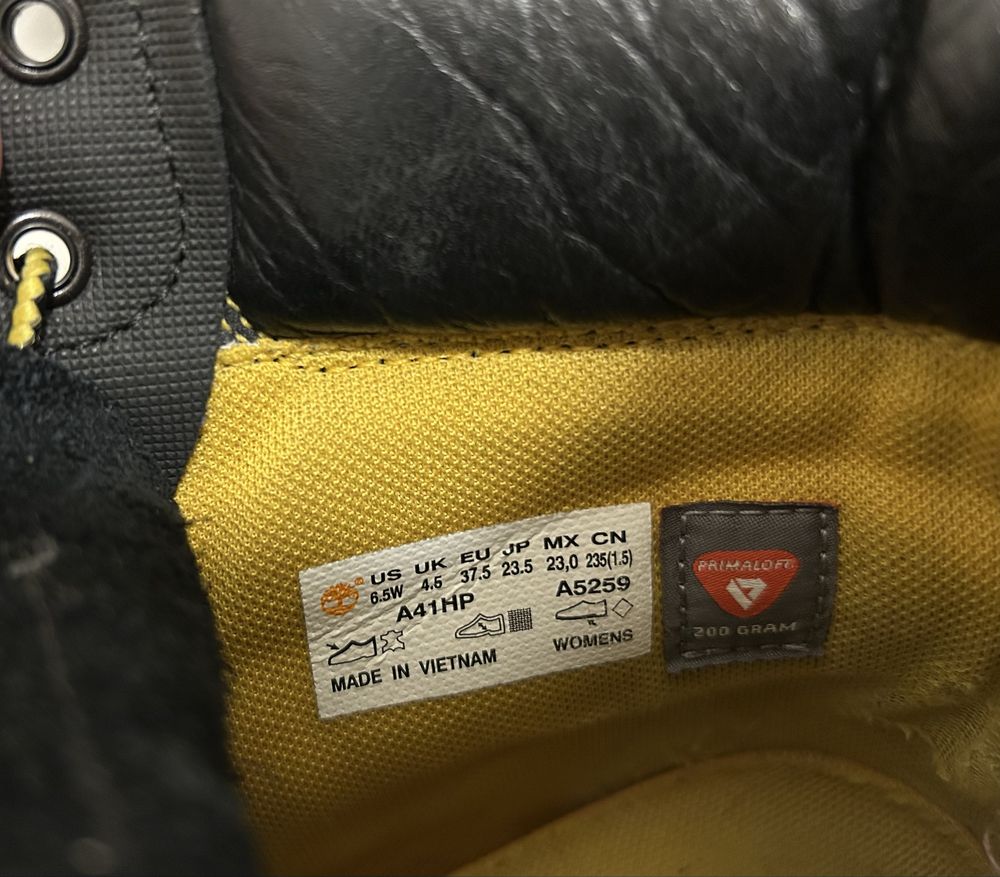 US UK EU JP MX CN
6.5W 4.5 37.5 23.5 23,0 235(1.5)
A41HP A5259
WOMENS
MADE IN VIETNAM
PRIMALOFT
200 GRAM